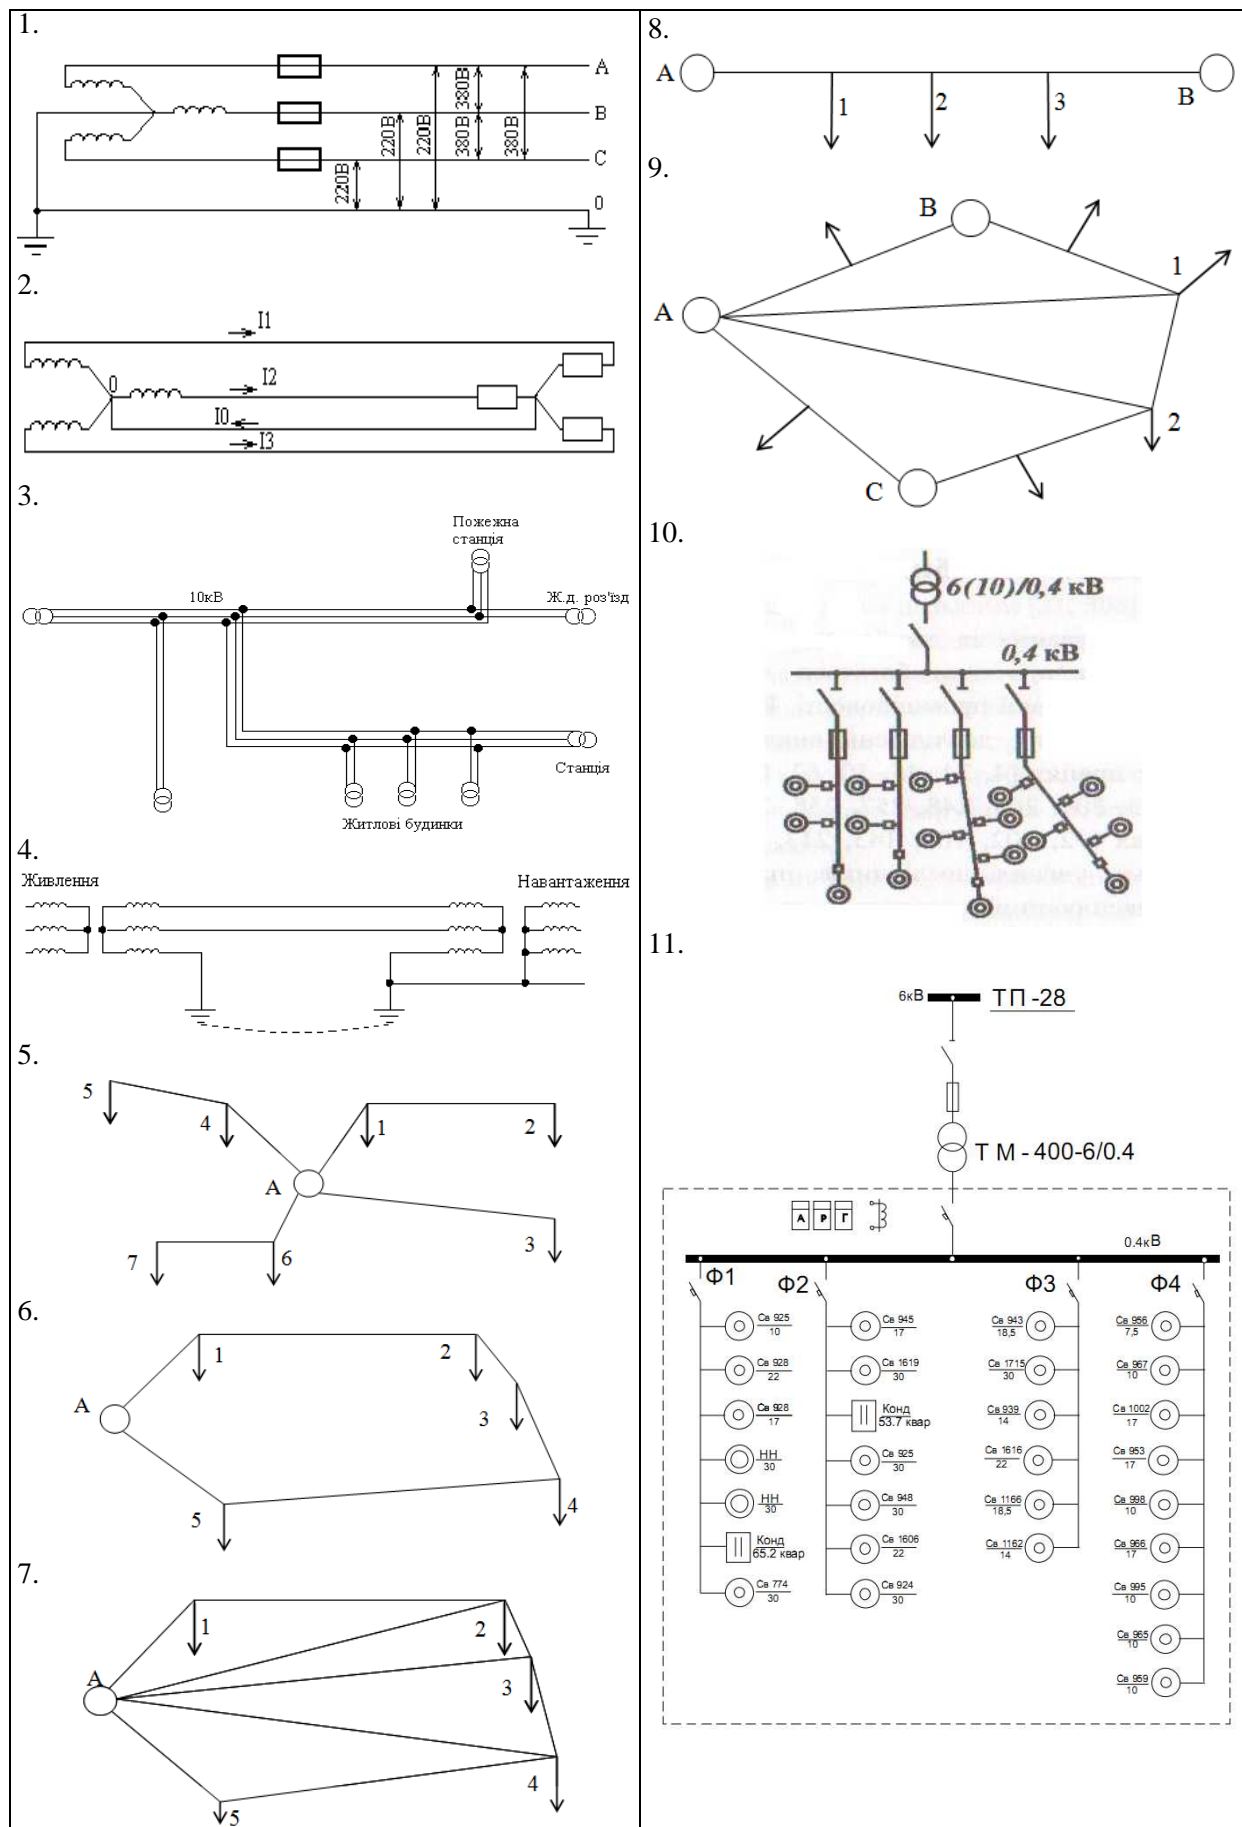 1.
A
B
C
0
220В
220В
220В
380В
380В
380В
2.
I1
0
I2
I0
I3
3.
Пожежна
станція
10кВ
Ж.д. роз'їзд
Станція
Житлові будинки
4.
Живлення
Навантаження
5.
5
4
1
2
A
3
7
6
6.
1
2
A
3
5
4
7.
1
2
A
3
4
5
8.
A
B
1
2
3
9.
B
1
A
2
C
10.
6(10)/0,4 кВ
0,4 кВ
11.
6кВ
ТП -28
Т М - 400-6/0.4
А Р Г
0.4кВ
Ф1
Ф2
Ф3
Ф4
Св 925
10
Св 928
22
Св 928
17
НН
30
НН
30
Конд
65.2 квар
Св 774
30
Св 945
17
Св 1619
30
Конд
53.7 квар
Св 925
30
Св 948
30
Св 1606
22
Св 924
30
Св 943
18,5
Св 1715
30
Св 939
14
Св 1616
22
Св 1166
18,5
Св 1162
14
Св 956
7,5
Св 967
10
Св 1002
17
Св 953
17
Св 998
10
Св 966
17
Св 995
10
Св 965
10
Св 959
10